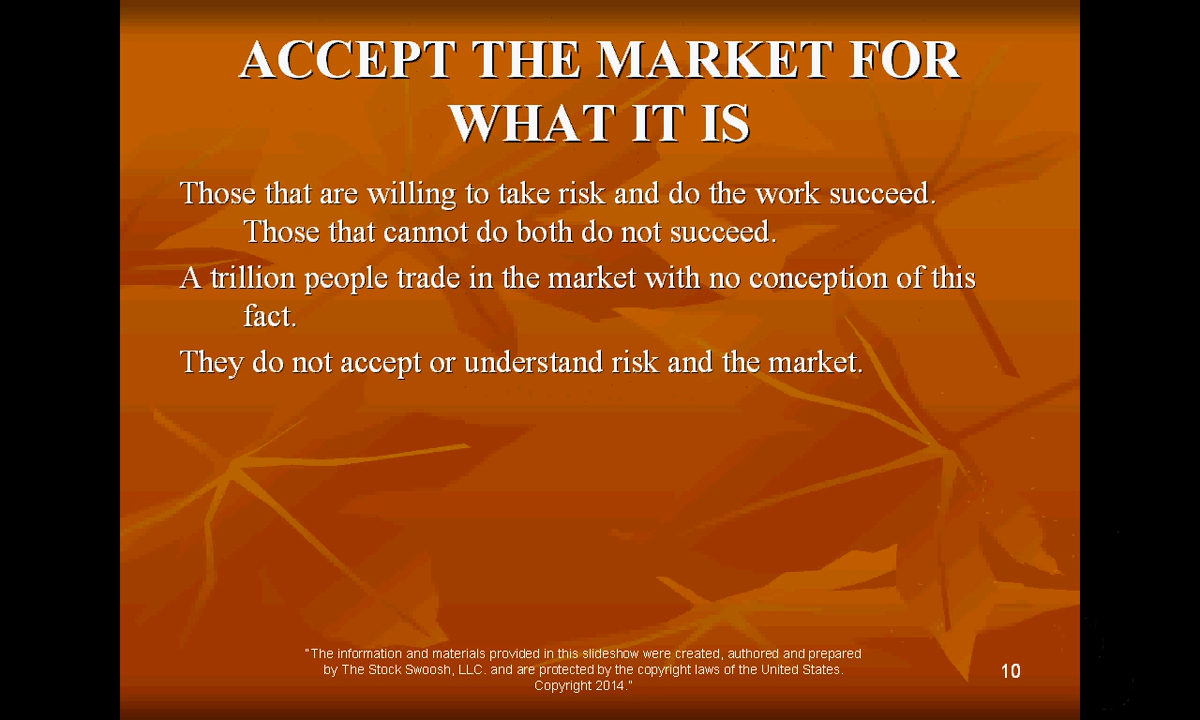 ACCEPT THE MARKET FOR
WHAT IT IS
Those that are willing to take risk and do the work succeed.
Those that cannot do both do not succeed.
A trillion people trade in the market with no conception of this
fact.
They do not accept or understand risk and the market.
"The information and materials provided in this slideshow were created, authored and prepared
by The Stock Swoosh, LLC. and are protected by the copyright laws of the United States.
Copyright 2014."
10